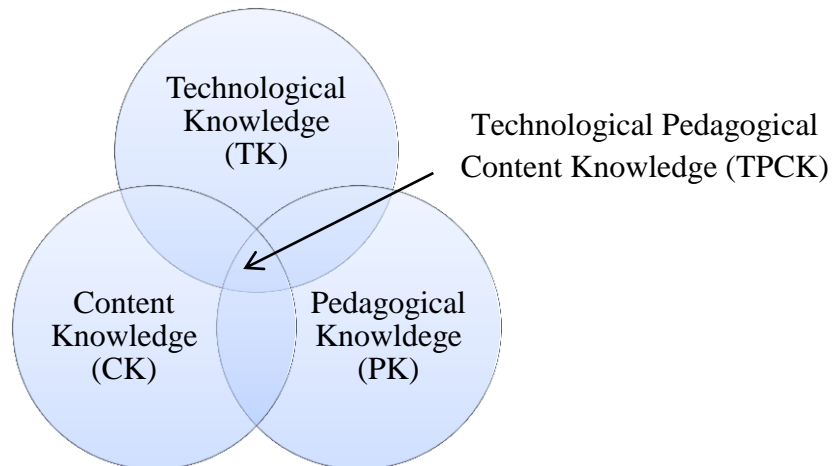 Technological
Knowledge
(TK)
Technological Pedagogical
Content Knowledge (TPCK)
Content
Knowledge
(CK)
Pedagogical
Knowldege
(PK)